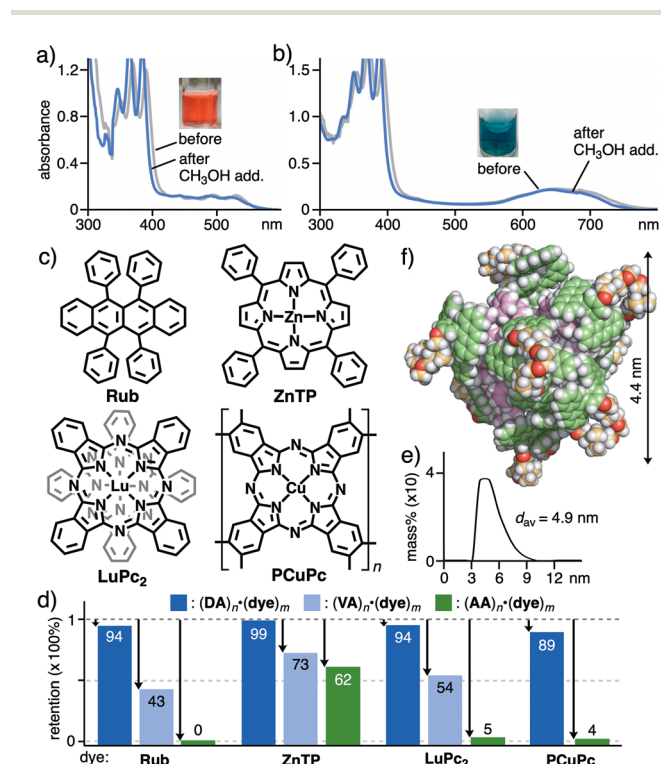 a)
b)
absorbance
1.2
0.8
0.4
0
300 400 500 nm
before
after
CH3OH add.
1.5
1.0
0.5
0
300 400 500 600 700 nm
before
after
CH3OH add.
c)
N
N Zn N
N
Rub
ZnTP
N
N N N
N N Lu N N
N N N
N
N N
N N
Cu
N N
N N
n
LuPc2
PCuPc
f)
4.4 nm
e)
mass% (x10)
4
0
dav = 4.9 nm
0 3 6 9 12 nm
d)
: (DA)n•(dye)m : (VA)n•(dye)m : (AA)n•(dye)m
retention (x100%)
1
0
94 43 0
99 73 62
94 54 5
89 4
dye: Rub ZnTP LuPc2 PCuPc